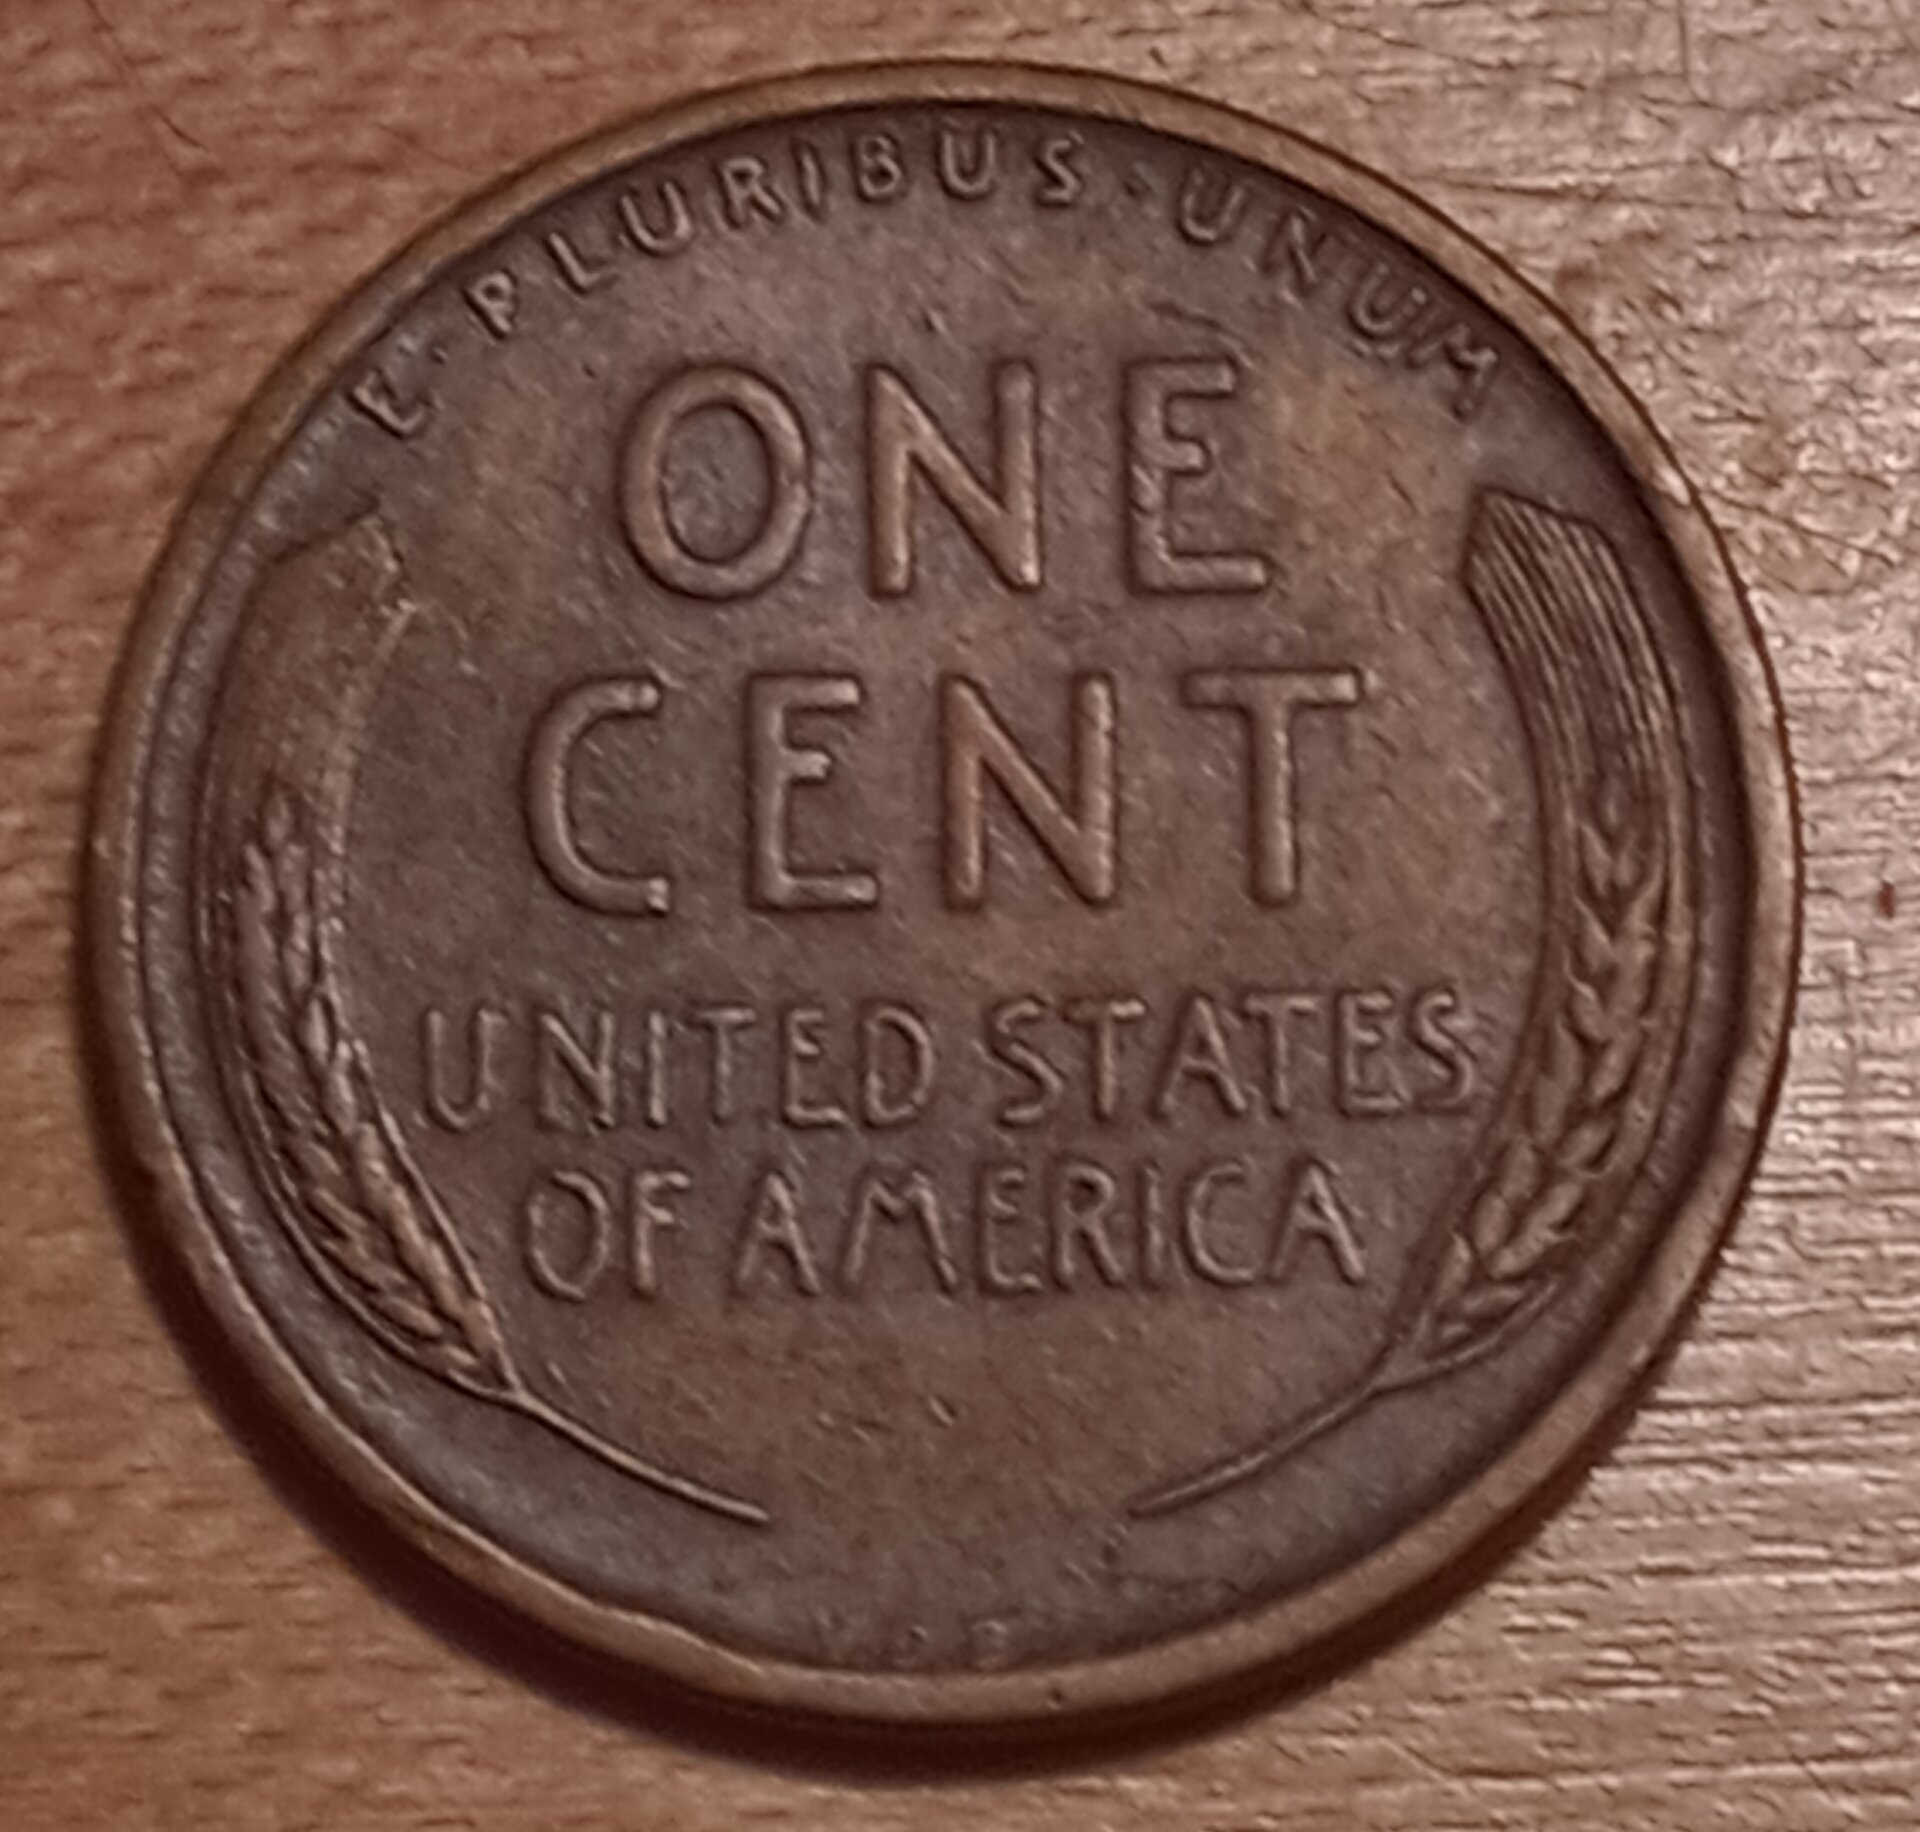 E·PLURIBUS·UNUM
ONE
CENT
UNITED STATES
OF AMERICA
V.D.B.